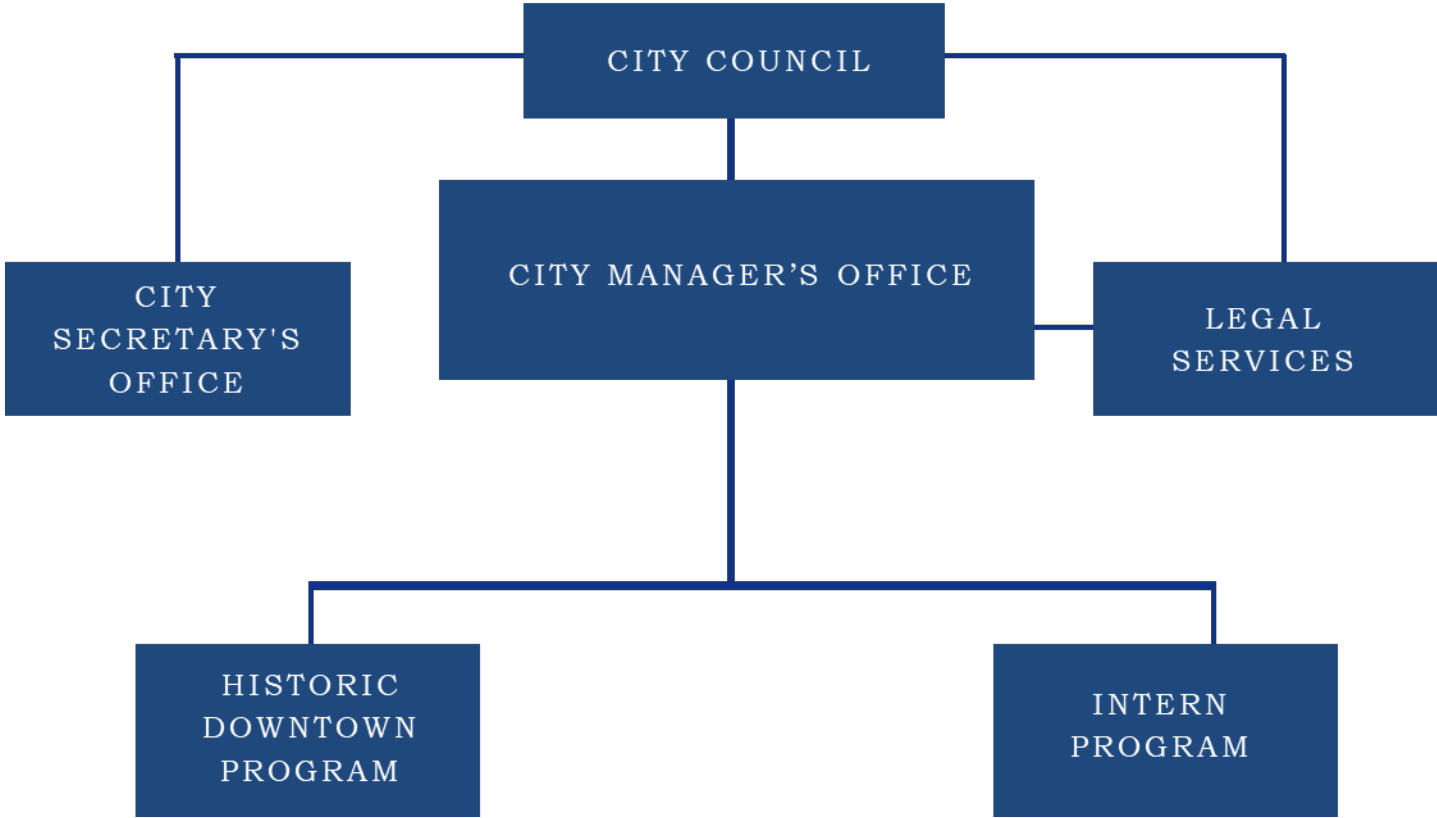 CITY COUNCIL
CITY MANAGER’S OFFICE
CITY
SECRETARY'S
OFFICE
LEGAL
SERVICES
HISTORIC
DOWNTOWN
PROGRAM
INTERN
PROGRAM